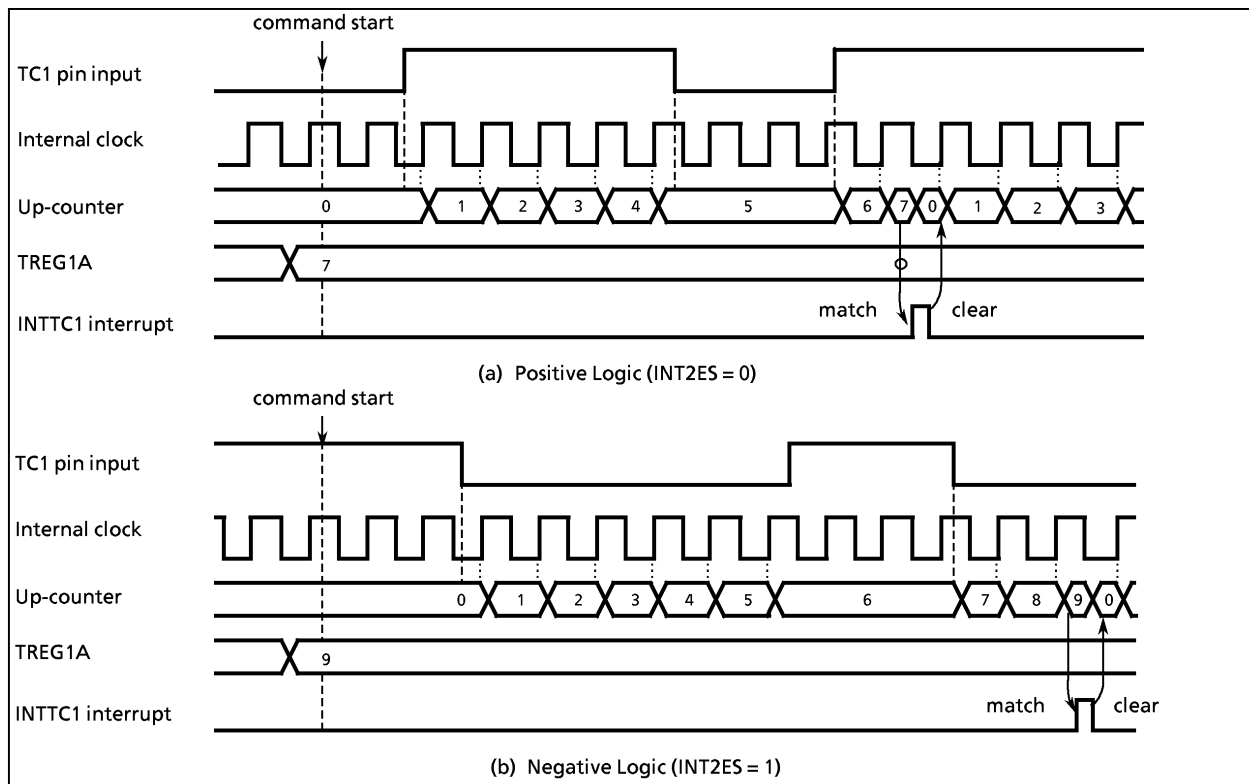 command start
TC1 pin input
Internal clock
Up-counter
0 1 2 3 4 5 6 7 0 1 2 3
TREG1A
7
match clear
INTTC1 interrupt
(a) Positive Logic (INT2ES = 0)
command start
TC1 pin input
Internal clock
Up-counter
0 1 2 3 4 5 6 7 8 9 0
TREG1A
9
match clear
INTTC1 interrupt
(b) Negative Logic (INT2ES = 1)